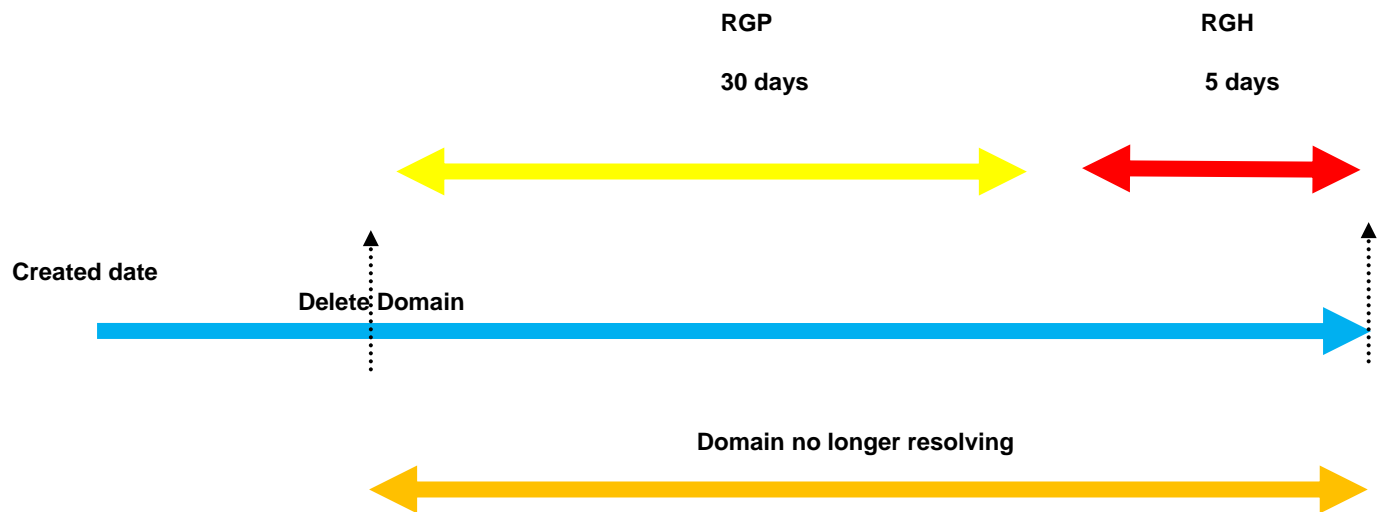 RGP
RGH
30 days
5 days
Created date
Delete Domain
Domain no longer resolving